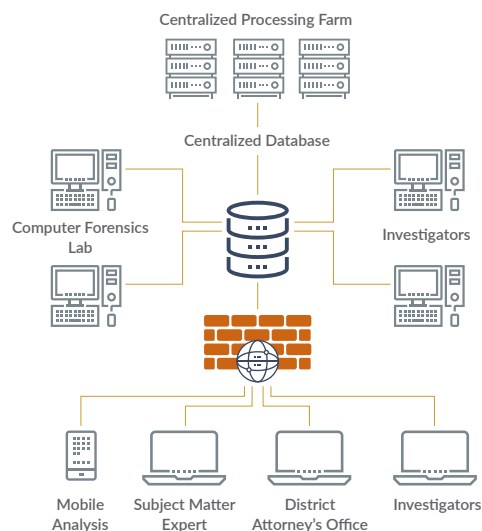 Centralized Processing Farm
Centralized Database
Computer Forensics
Lab
Investigators
Mobile
Analysis
Subject Matter
Expert
District
Attorney's Office
Investigators